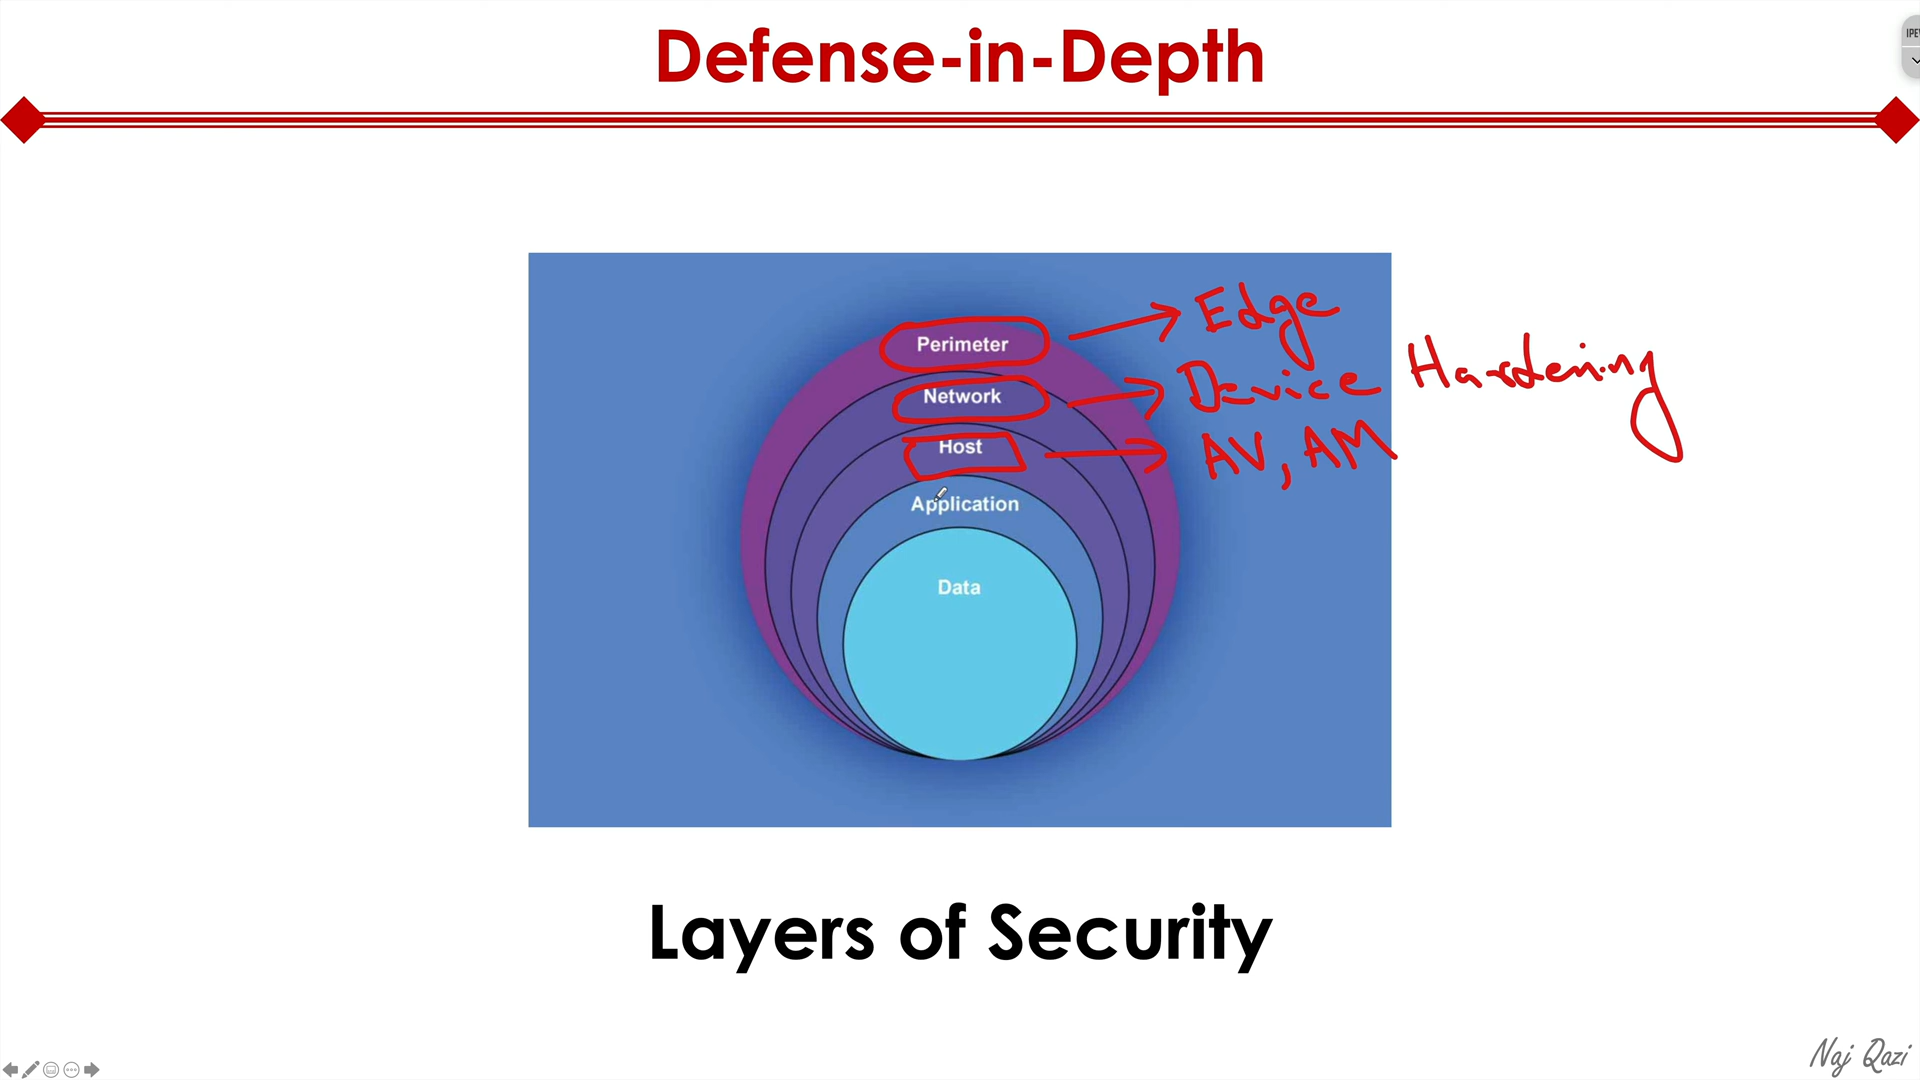 Defense-in-Depth
Perimeter
Edge
Network
Device Hardening
Host
AV, AM
Application
Data
Layers of Security
Naj Qazi